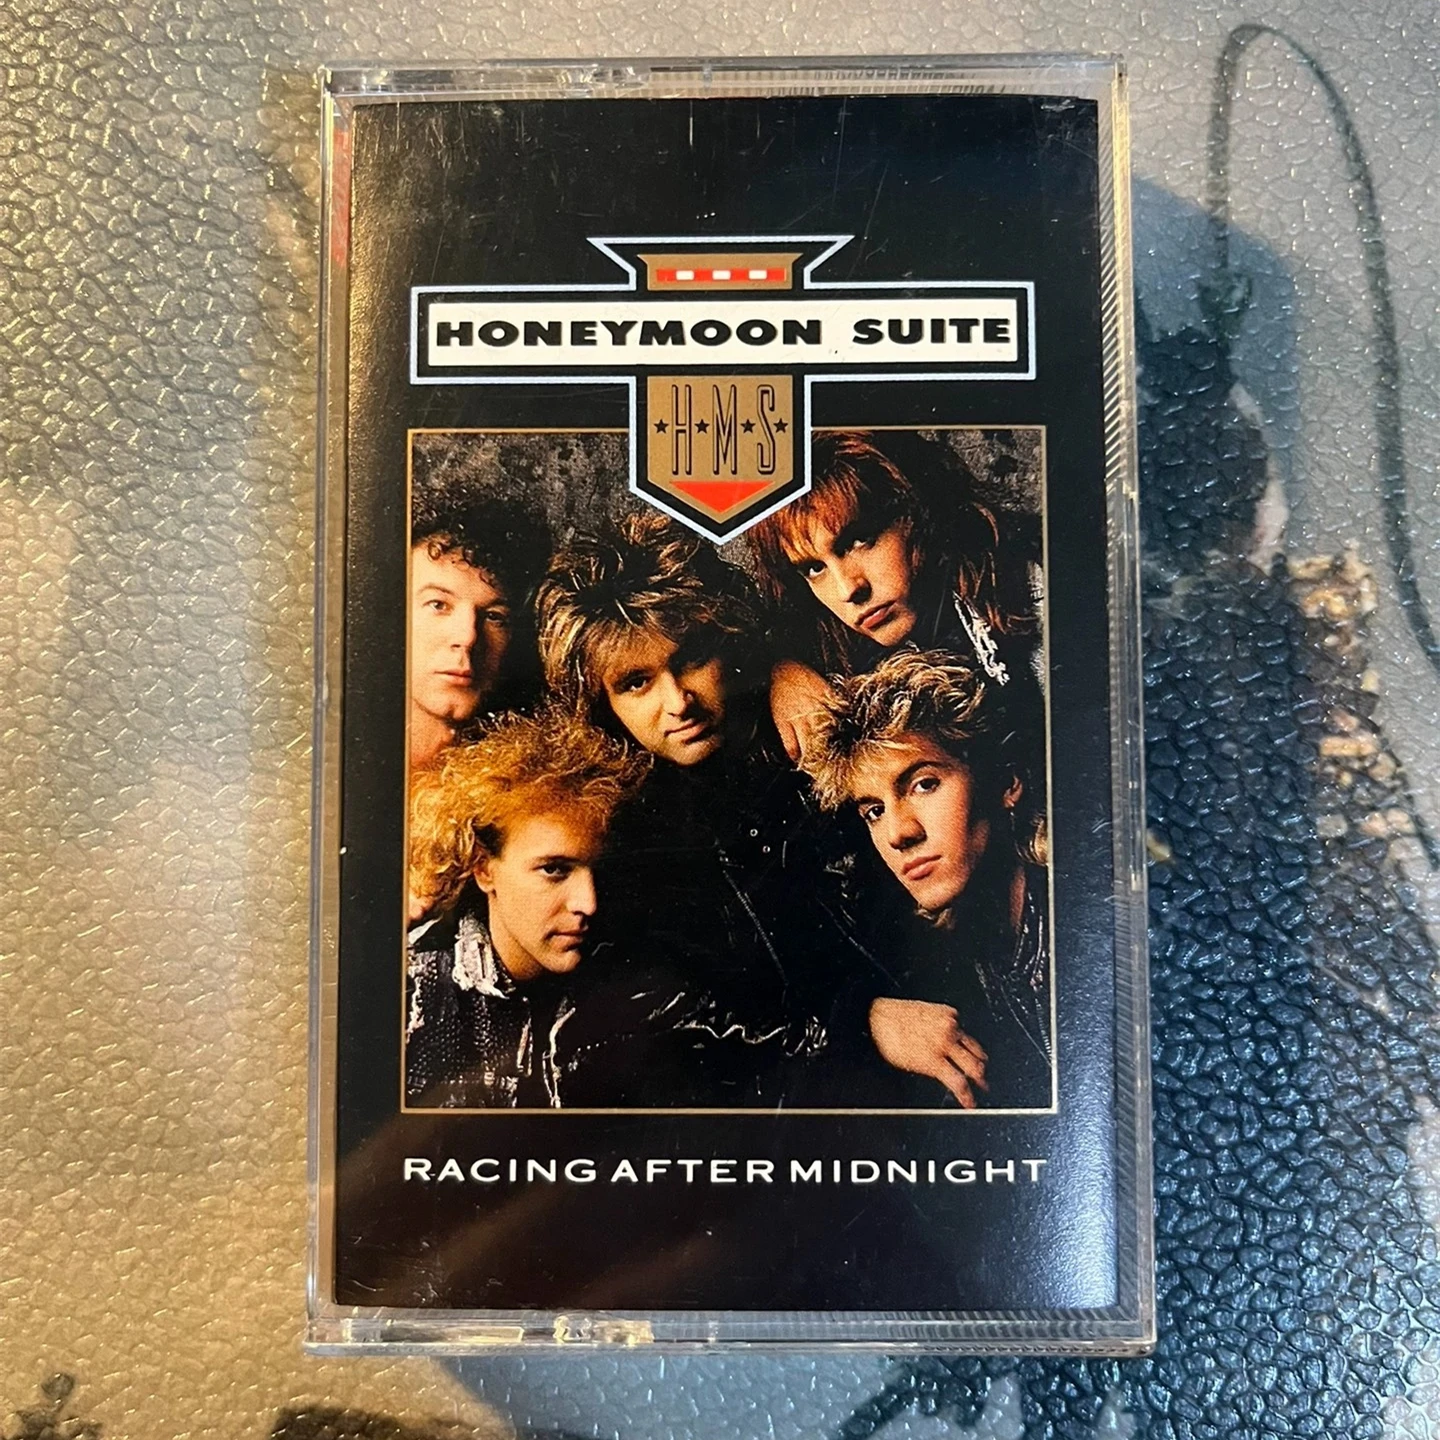 HONEYMOON SUITE
H★M★S
RACING AFTER MIDNIGHT